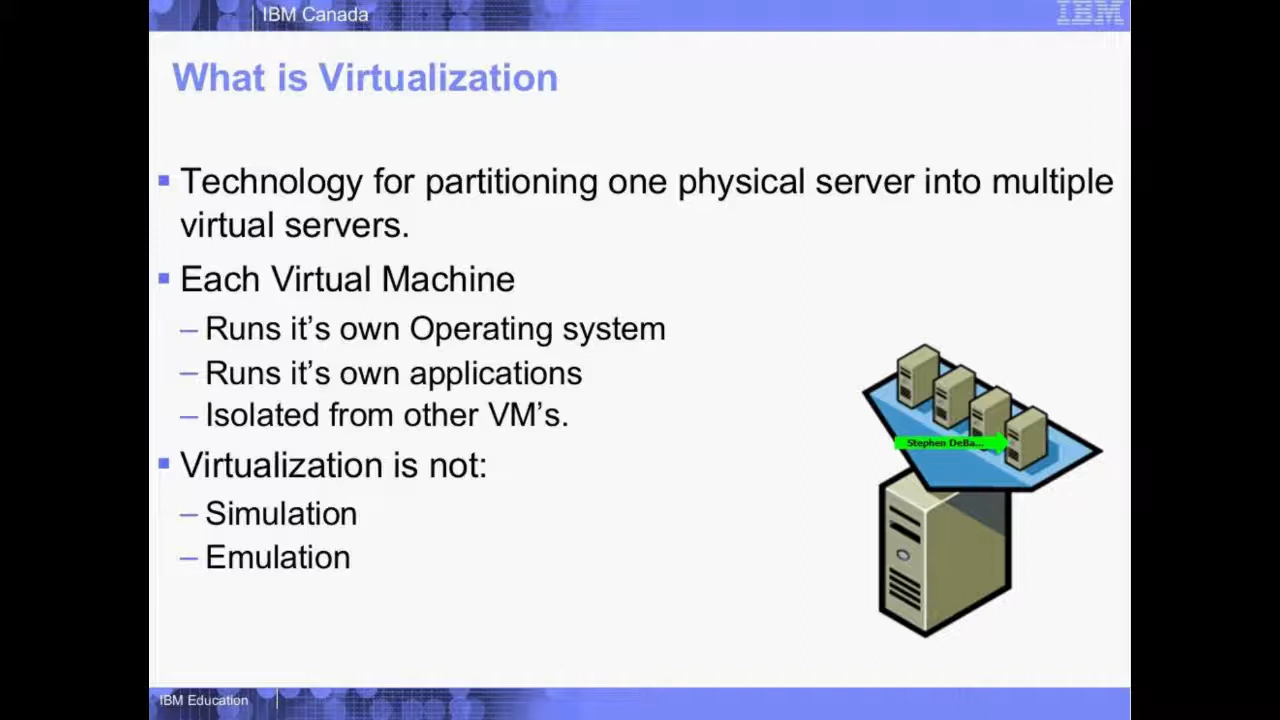 IBM Canada
IBM
What is Virtualization
Technology for partitioning one physical server into multiple
virtual servers.
Each Virtual Machine
– Runs it’s own Operating system
– Runs it’s own applications
– Isolated from other VM’s.
Virtualization is not:
– Simulation
– Emulation
Stephen DeBa...
IBM Education